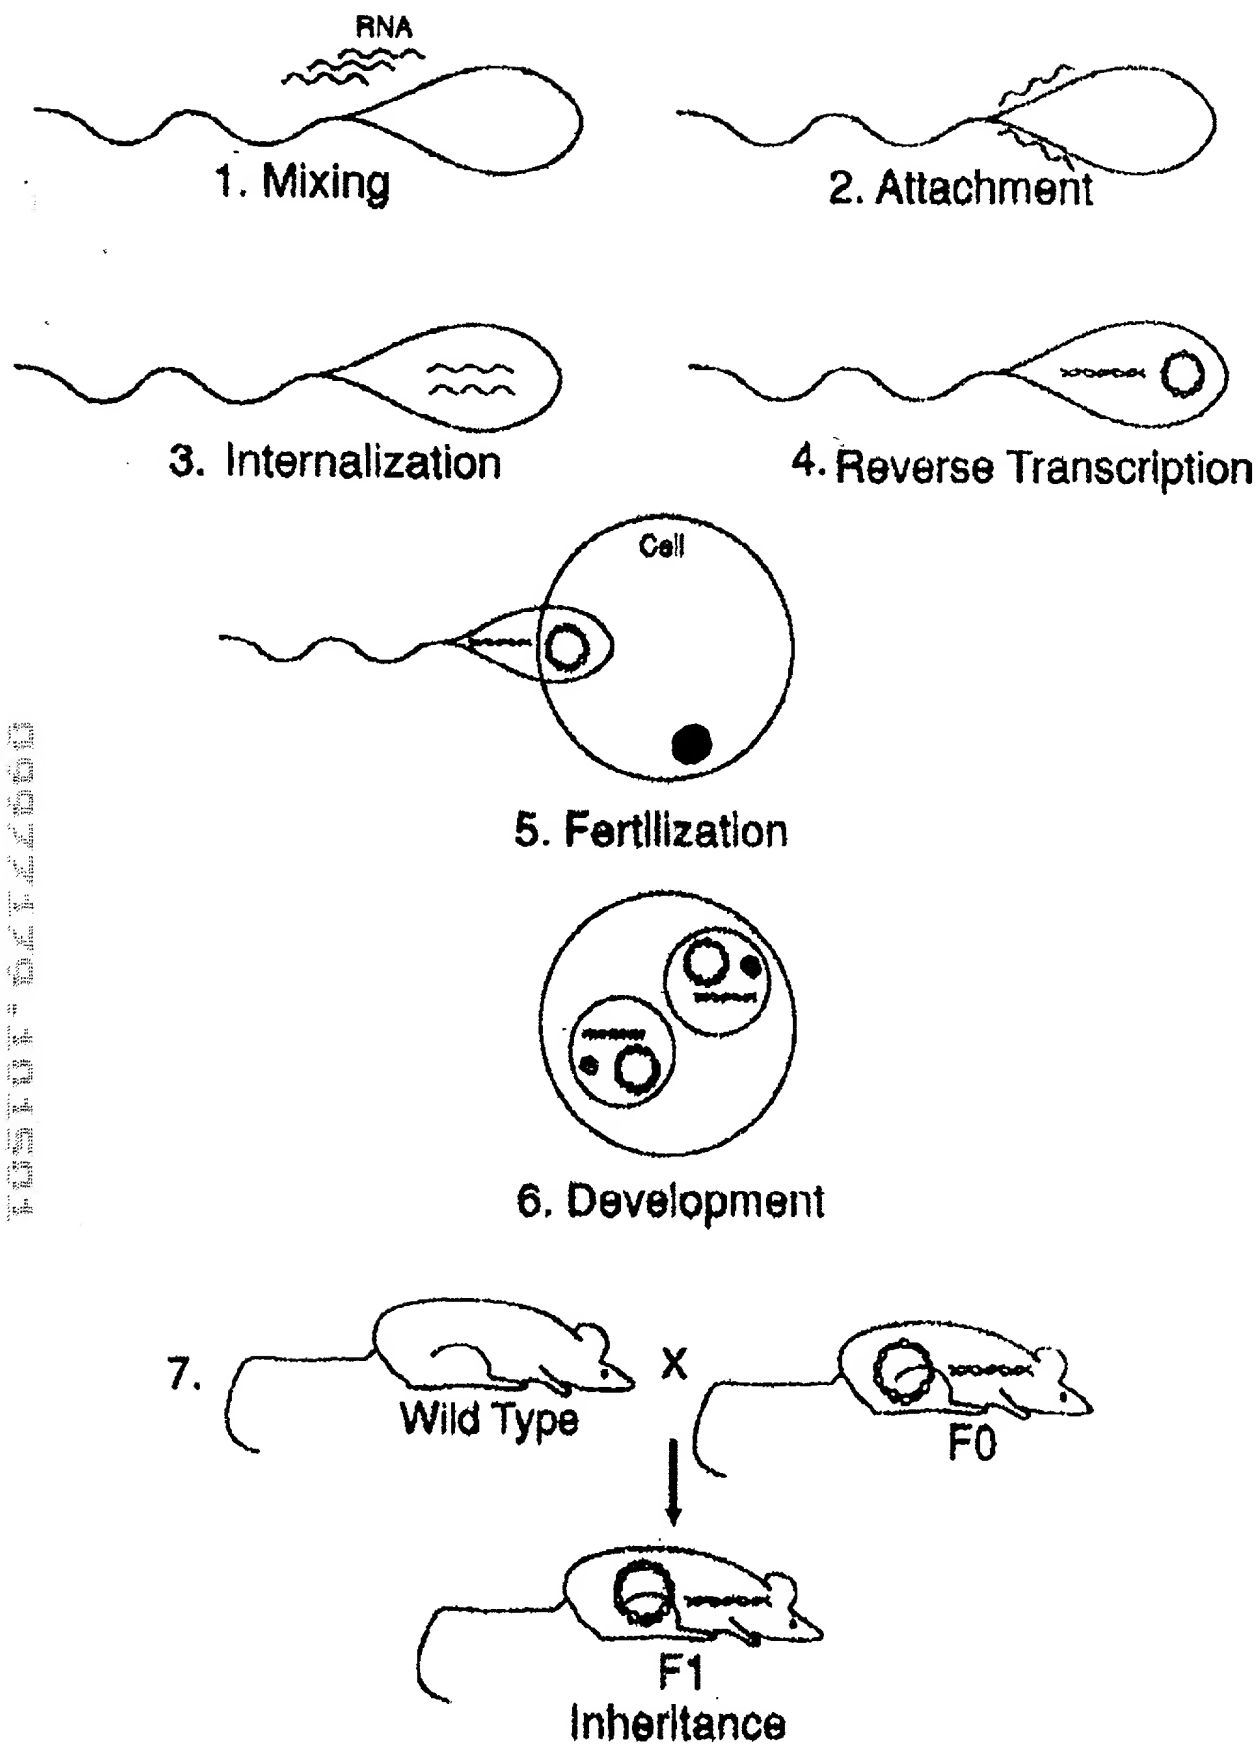 RNA
1. Mixing
2. Attachment
3. Internalization
4. Reverse Transcription
Cell
5. Fertilization
6. Development
7.
X
Wild Type
F0
F1
Inheritance